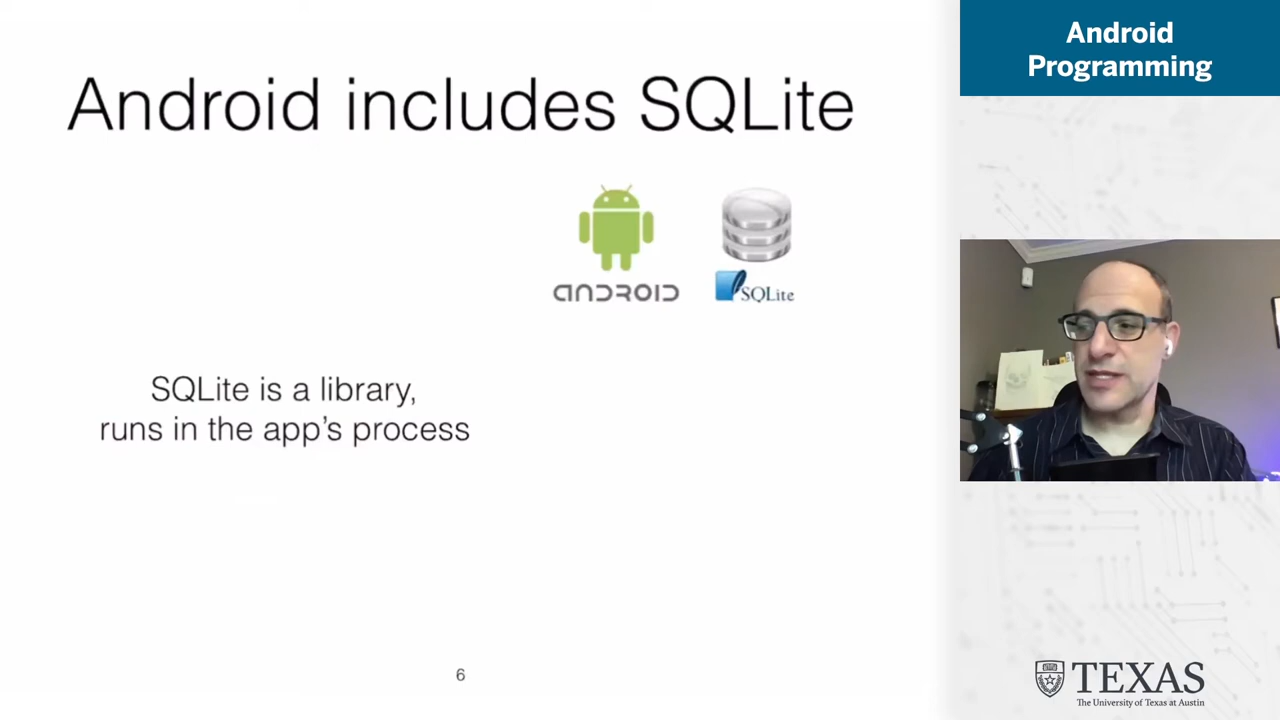 Android includes SQLite
ANDROID
SQLite
SQLite is a library,
runs in the app's process
6
Android
Programming
TEXAS
The University of Texas at Austin